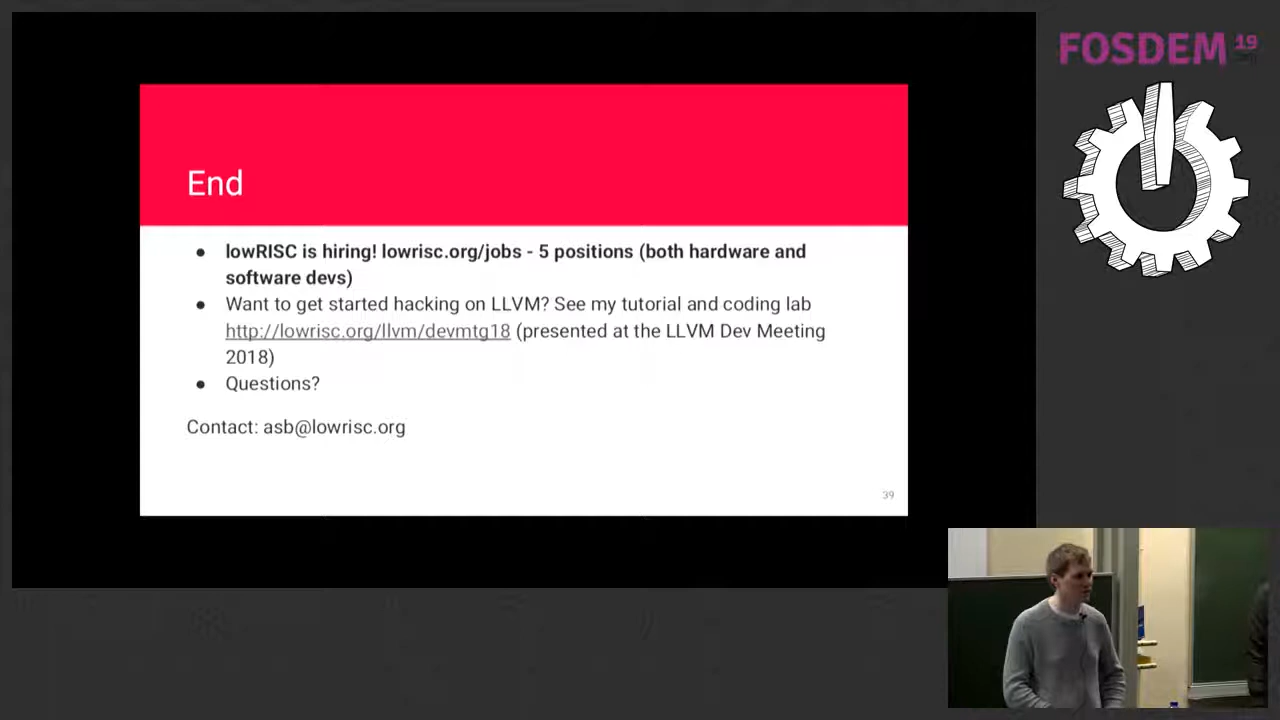 FOSDEM 19
End
● lowRISC is hiring! lowrisc.org/jobs - 5 positions (both hardware and
software devs)
● Want to get started hacking on LLVM? See my tutorial and coding lab
http://lowrisc.org/llvm/devmtg18 (presented at the LLVM Dev Meeting
2018)
● Questions?
Contact: asb@lowrisc.org
39